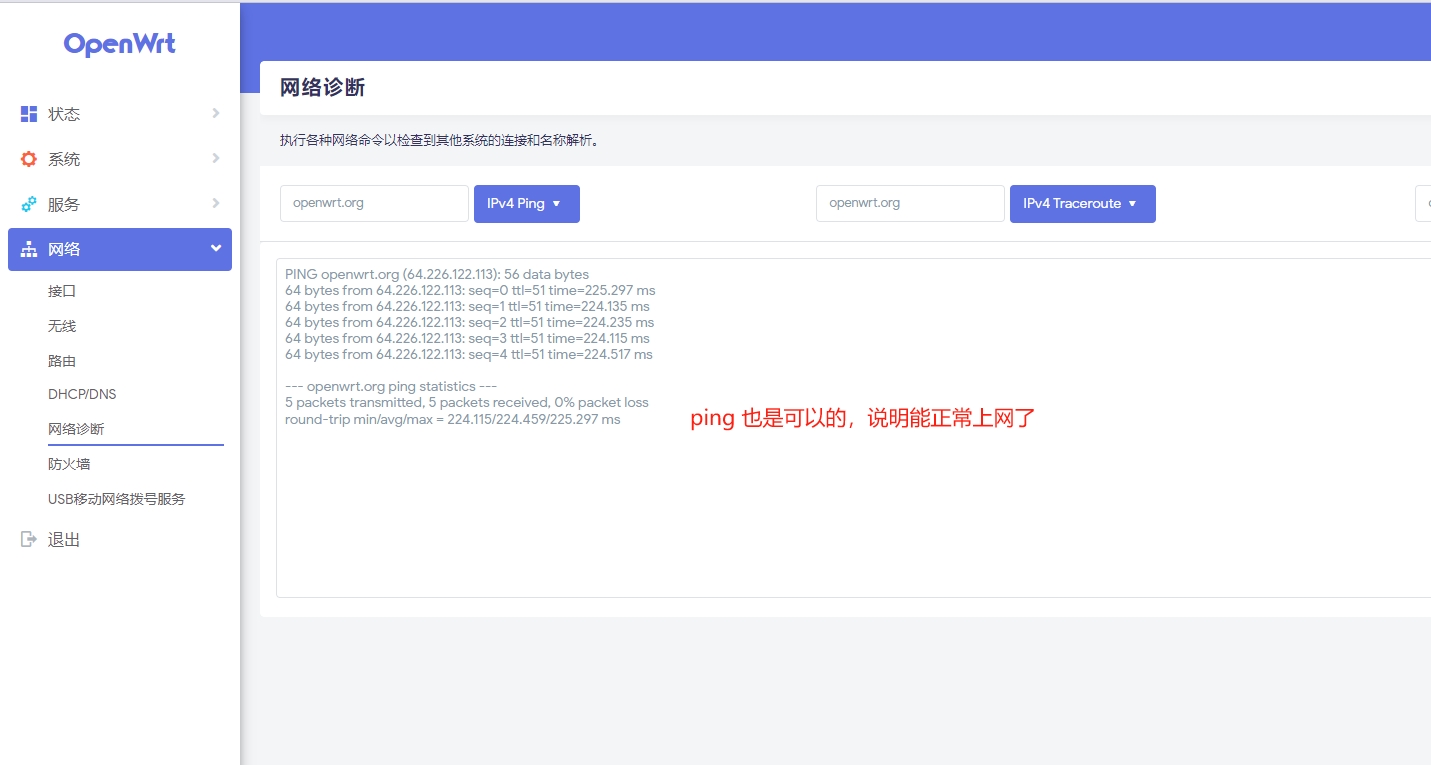 OpenWrt
状态
系统
服务
网络
接口
无线
路由
DHCP/DNS
网络诊断
防火墙
USB移动网络拨号服务
退出
网络诊断
执行各种网络命令以检查到其他系统的连接和名称解析。
openwrt.org IPv4 Ping openwrt.org IPv4 Traceroute
PING openwrt.org (64.226.122.113): 56 data bytes
64 bytes from 64.226.122.113: seq=0 ttl=51 time=225.297 ms
64 bytes from 64.226.122.113: seq=1 ttl=51 time=224.135 ms
64 bytes from 64.226.122.113: seq=2 ttl=51 time=224.235 ms
64 bytes from 64.226.122.113: seq=3 ttl=51 time=224.115 ms
64 bytes from 64.226.122.113: seq=4 ttl=51 time=224.517 ms
--- openwrt.org ping statistics ---
5 packets transmitted, 5 packets received, 0% packet loss
round-trip min/avg/max = 224.115/224.459/225.297 ms
ping 也是可以的，说明能正常上网了